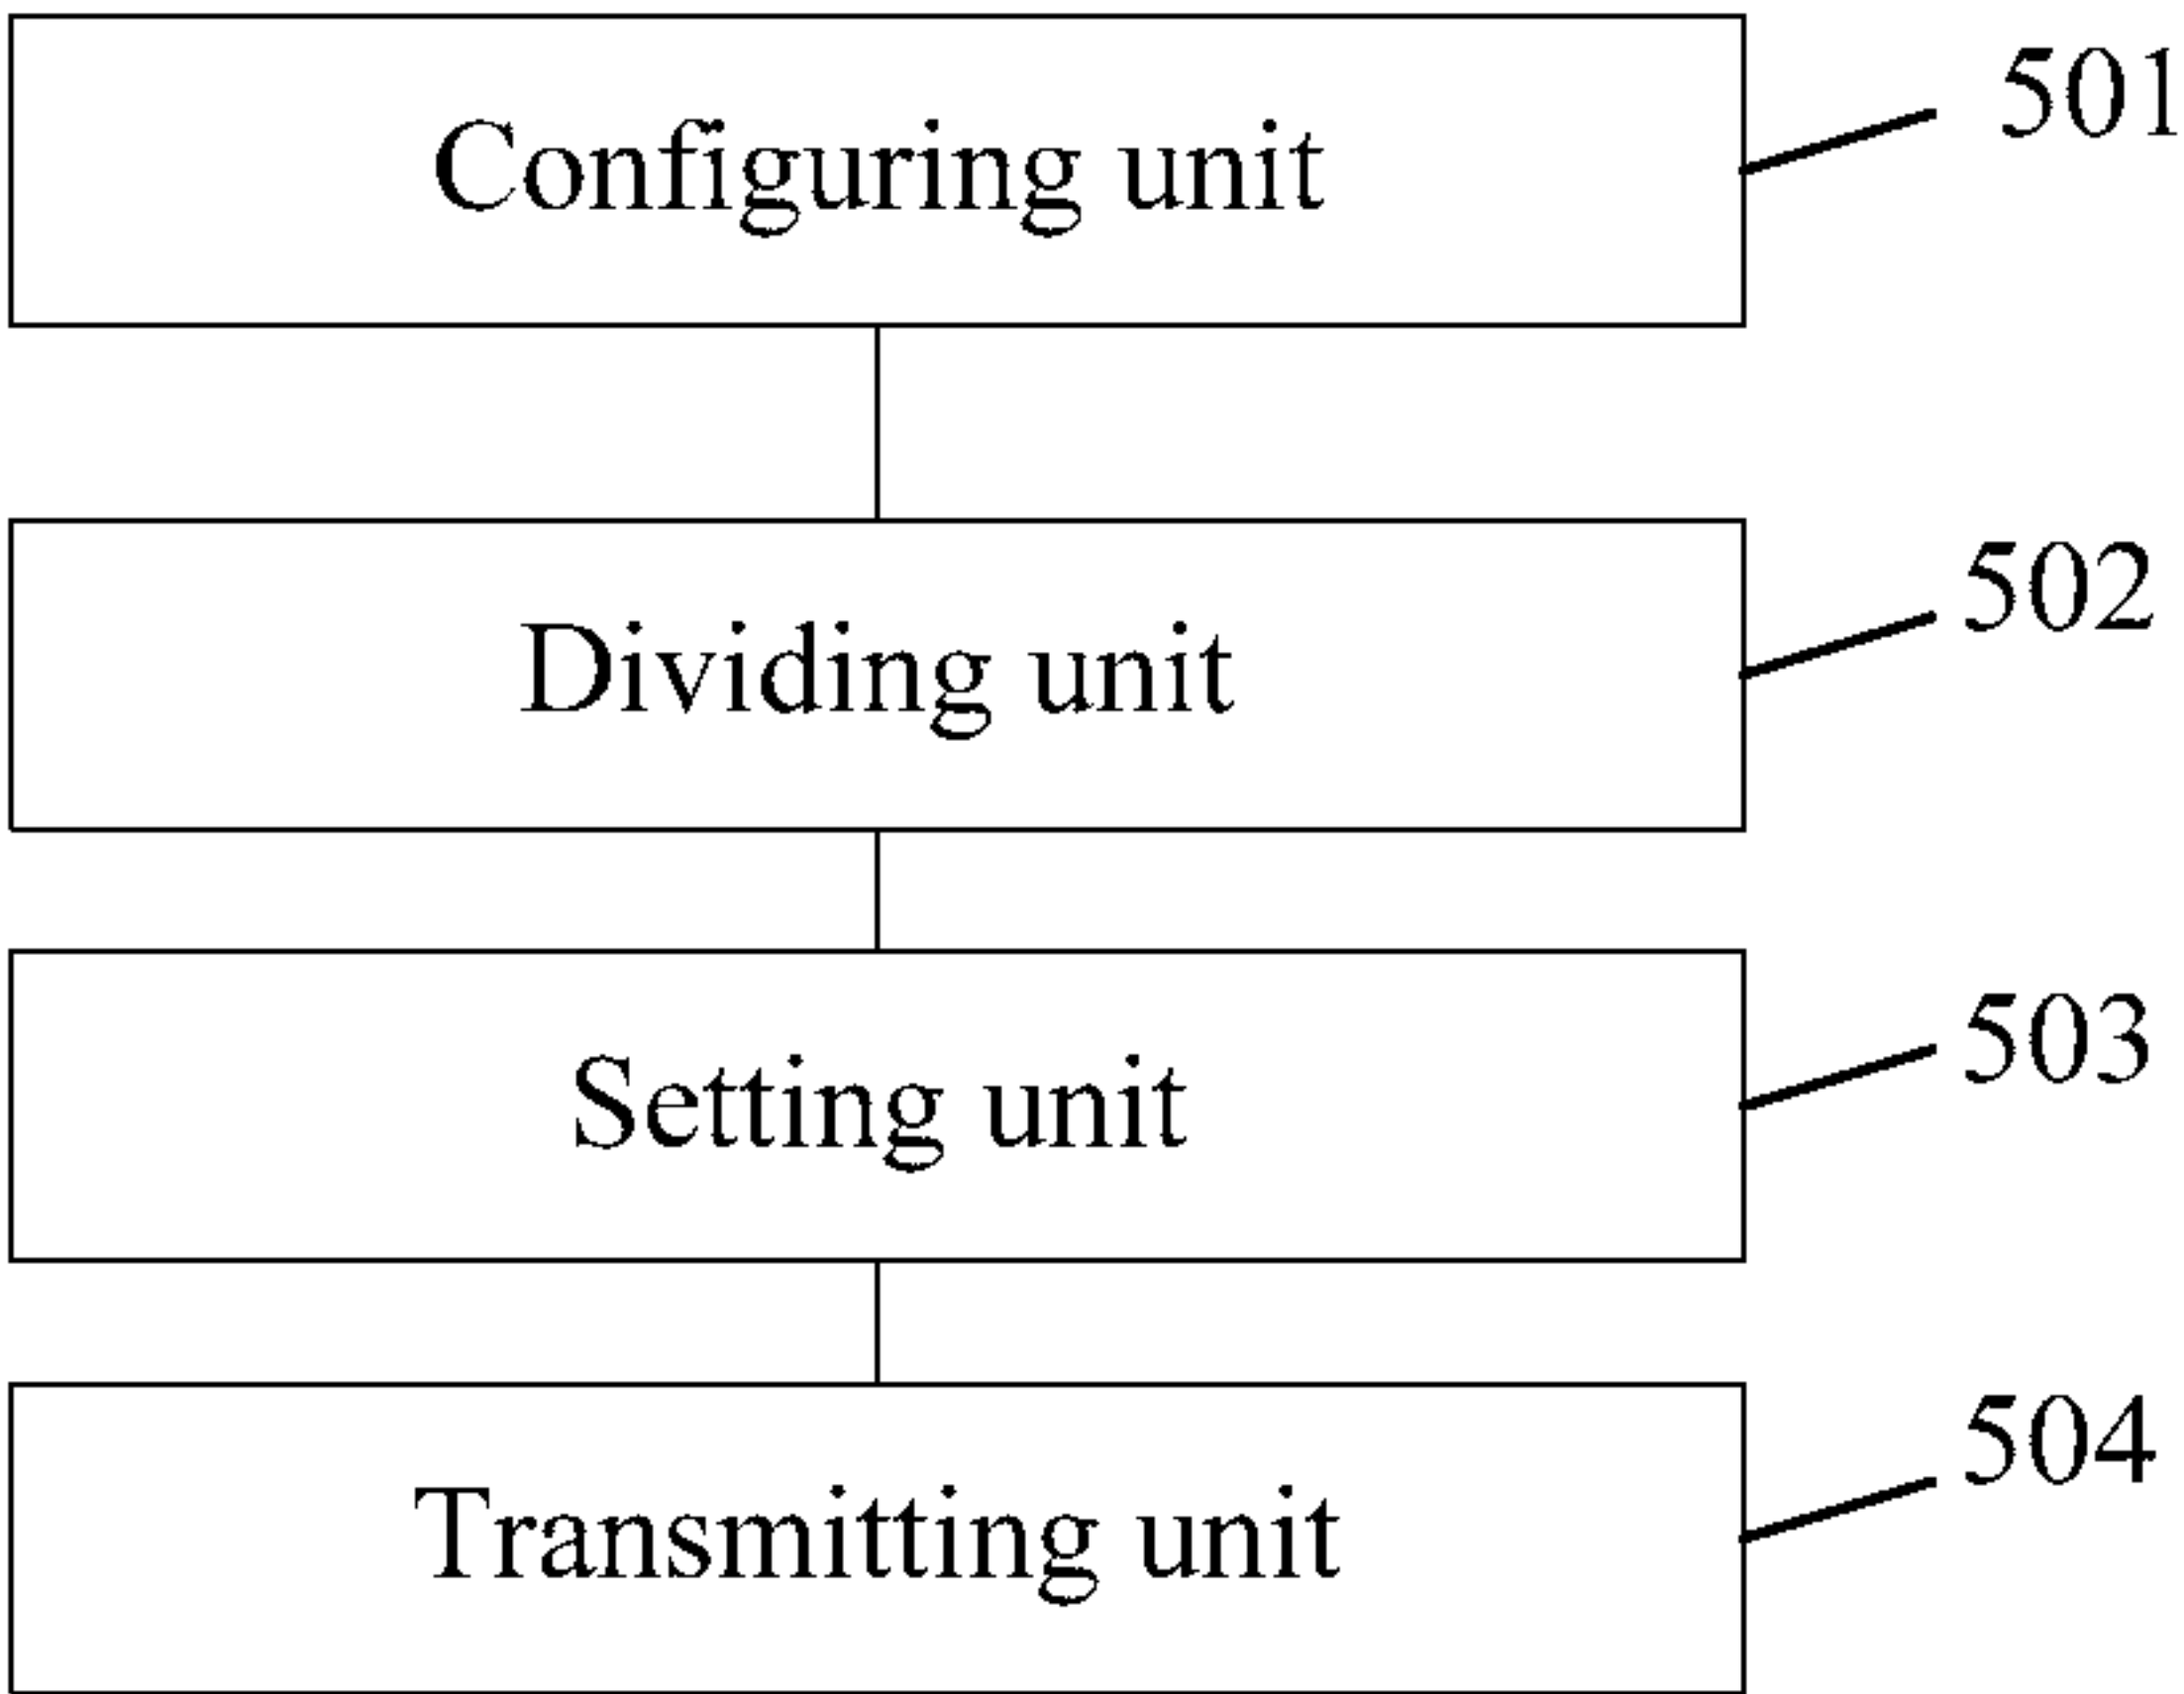 Configuring unit
501
Dividing unit
502
Setting unit
503
Transmitting unit
504